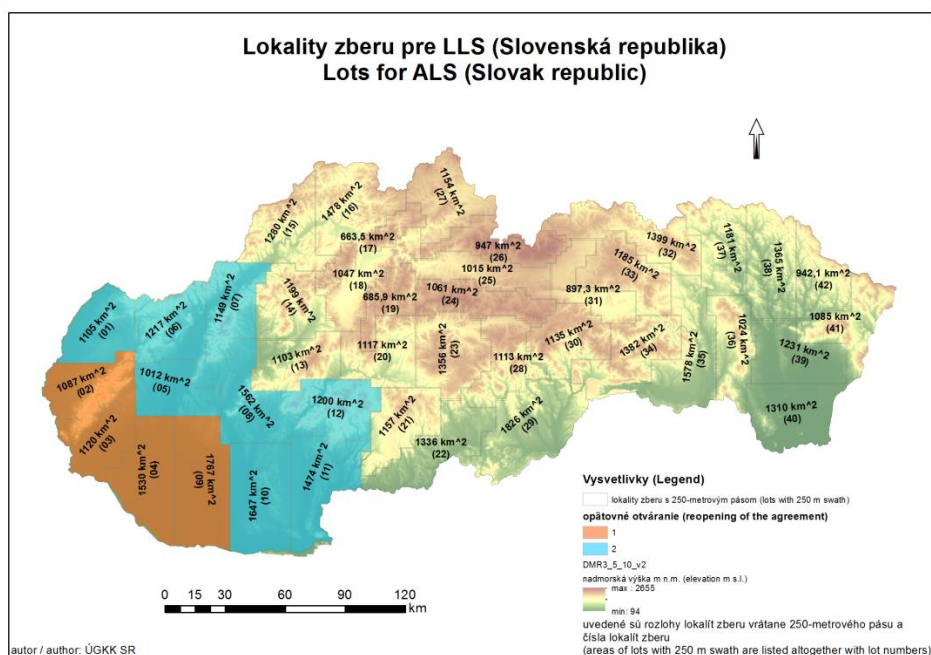 Lokality zberu pre LLS (Slovenská republika)
Lots for ALS (Slovak republic)
1154 km^2
(27)
1478 km^2
(16)
1280 km^2
(15)
663,5 km^2
(17)
947 km^2
(26)
1399 km^2
(32)
1181 km^2
(37)
1365 km^2
(38)
942,1 km^2
(42)
1185 km^2
(33)
1015 km^2
(25)
1047 km^2
(18)
1149 km^2
(07)
1199 km^2
(14)
685,9 km^2
(19)
1061 km^2
(24)
897,3 km^2
(31)
1085 km^2
(41)
1105 km^2
(01)
1217 km^2
(06)
1103 km^2
(13)
1117 km^2
(20)
1356 km^2
(23)
1113 km^2
(28)
1135 km^2
(30)
1382 km^2
(34)
1578 km^2
(35)
1024 km^2
(36)
1231 km^2
(39)
1087 km^2
(02)
1012 km^2
(05)
1562 km^2
(08)
1200 km^2
(12)
1157 km^2
(21)
1826 km^2
(29)
1310 km^2
(40)
1120 km^2
(03)
1336 km^2
(22)
1530 km^2
(04)
1767 km^2
(09)
1647 km^2
(10)
1474 km^2
(11)
Vysvetlivky (Legend)
lokality zberu s 250-metrovým pásom (lots with 250 m swath)
opätovné otváranie (reopening of the agreement)
1
2
DMR3_5_10_v2
nadmorská výška m n.m. (elevation m s.l.)
max : 2655
min: 94
uvedené sú rozlohy lokalít zberu vrátane 250-metrového pásu a
čísla lokalít zberu
(areas of lots with 250 m swath are listed altogether with lot numbers)
0 10 20 40 60 80 100 120
km
autor / author: ÚGKK SR